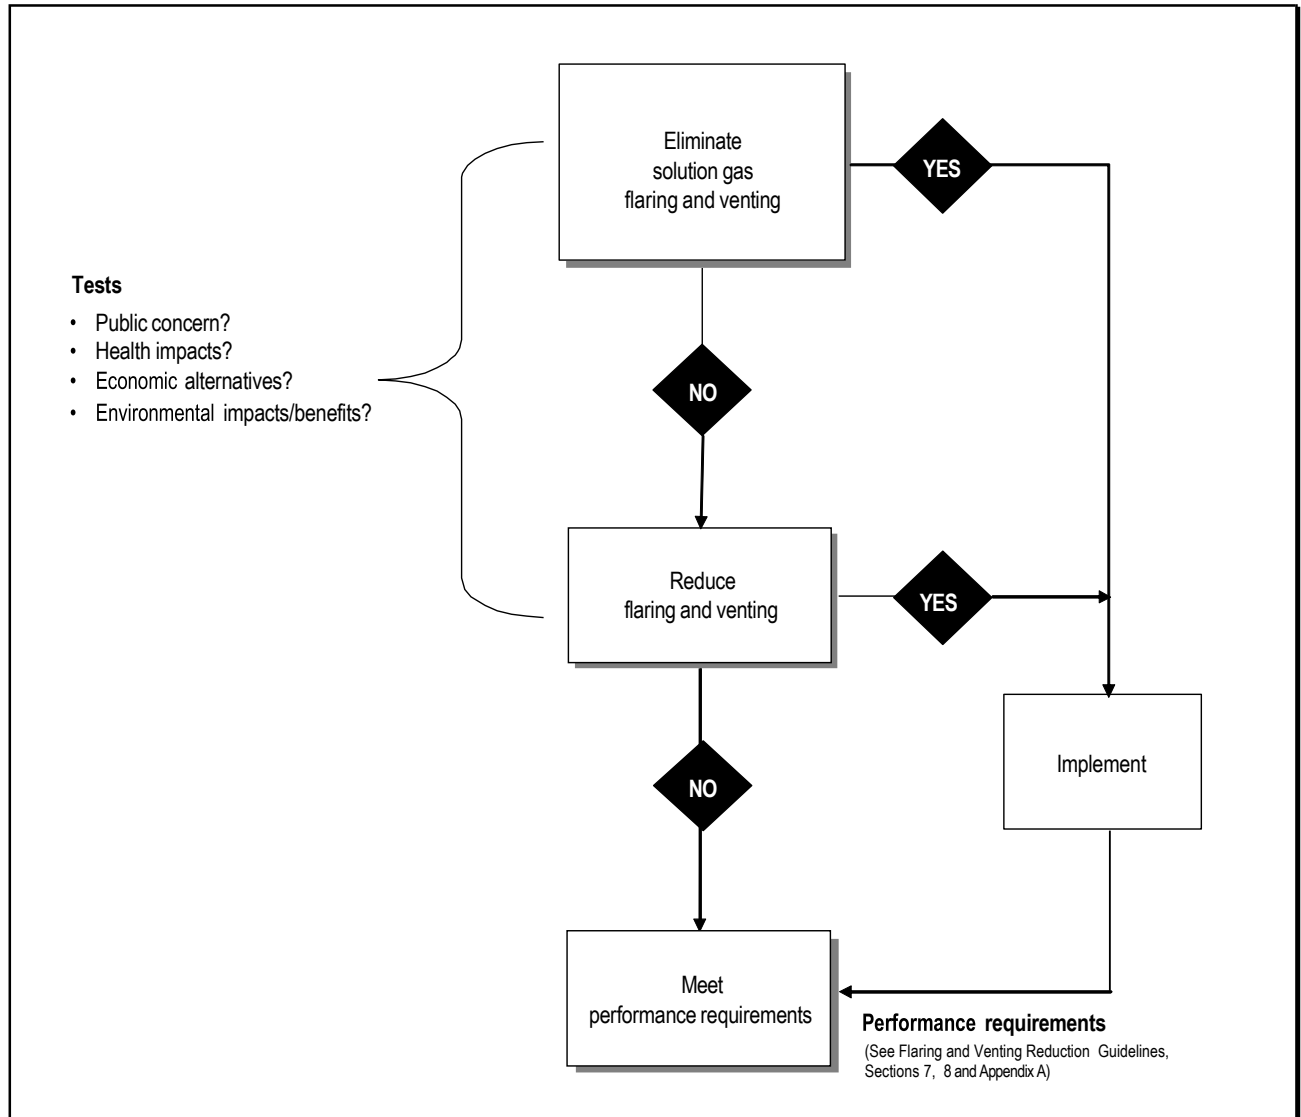 Eliminate
solution gas
flaring and venting
YES
Tests
• Public concern?
• Health impacts?
• Economic alternatives?
• Environmental impacts/benefits?
NO
Reduce
flaring and venting
YES
Implement
NO
Meet
performance requirements
Performance requirements
(See Flaring and Venting Reduction Guidelines,
Sections 7, 8 and Appendix A)